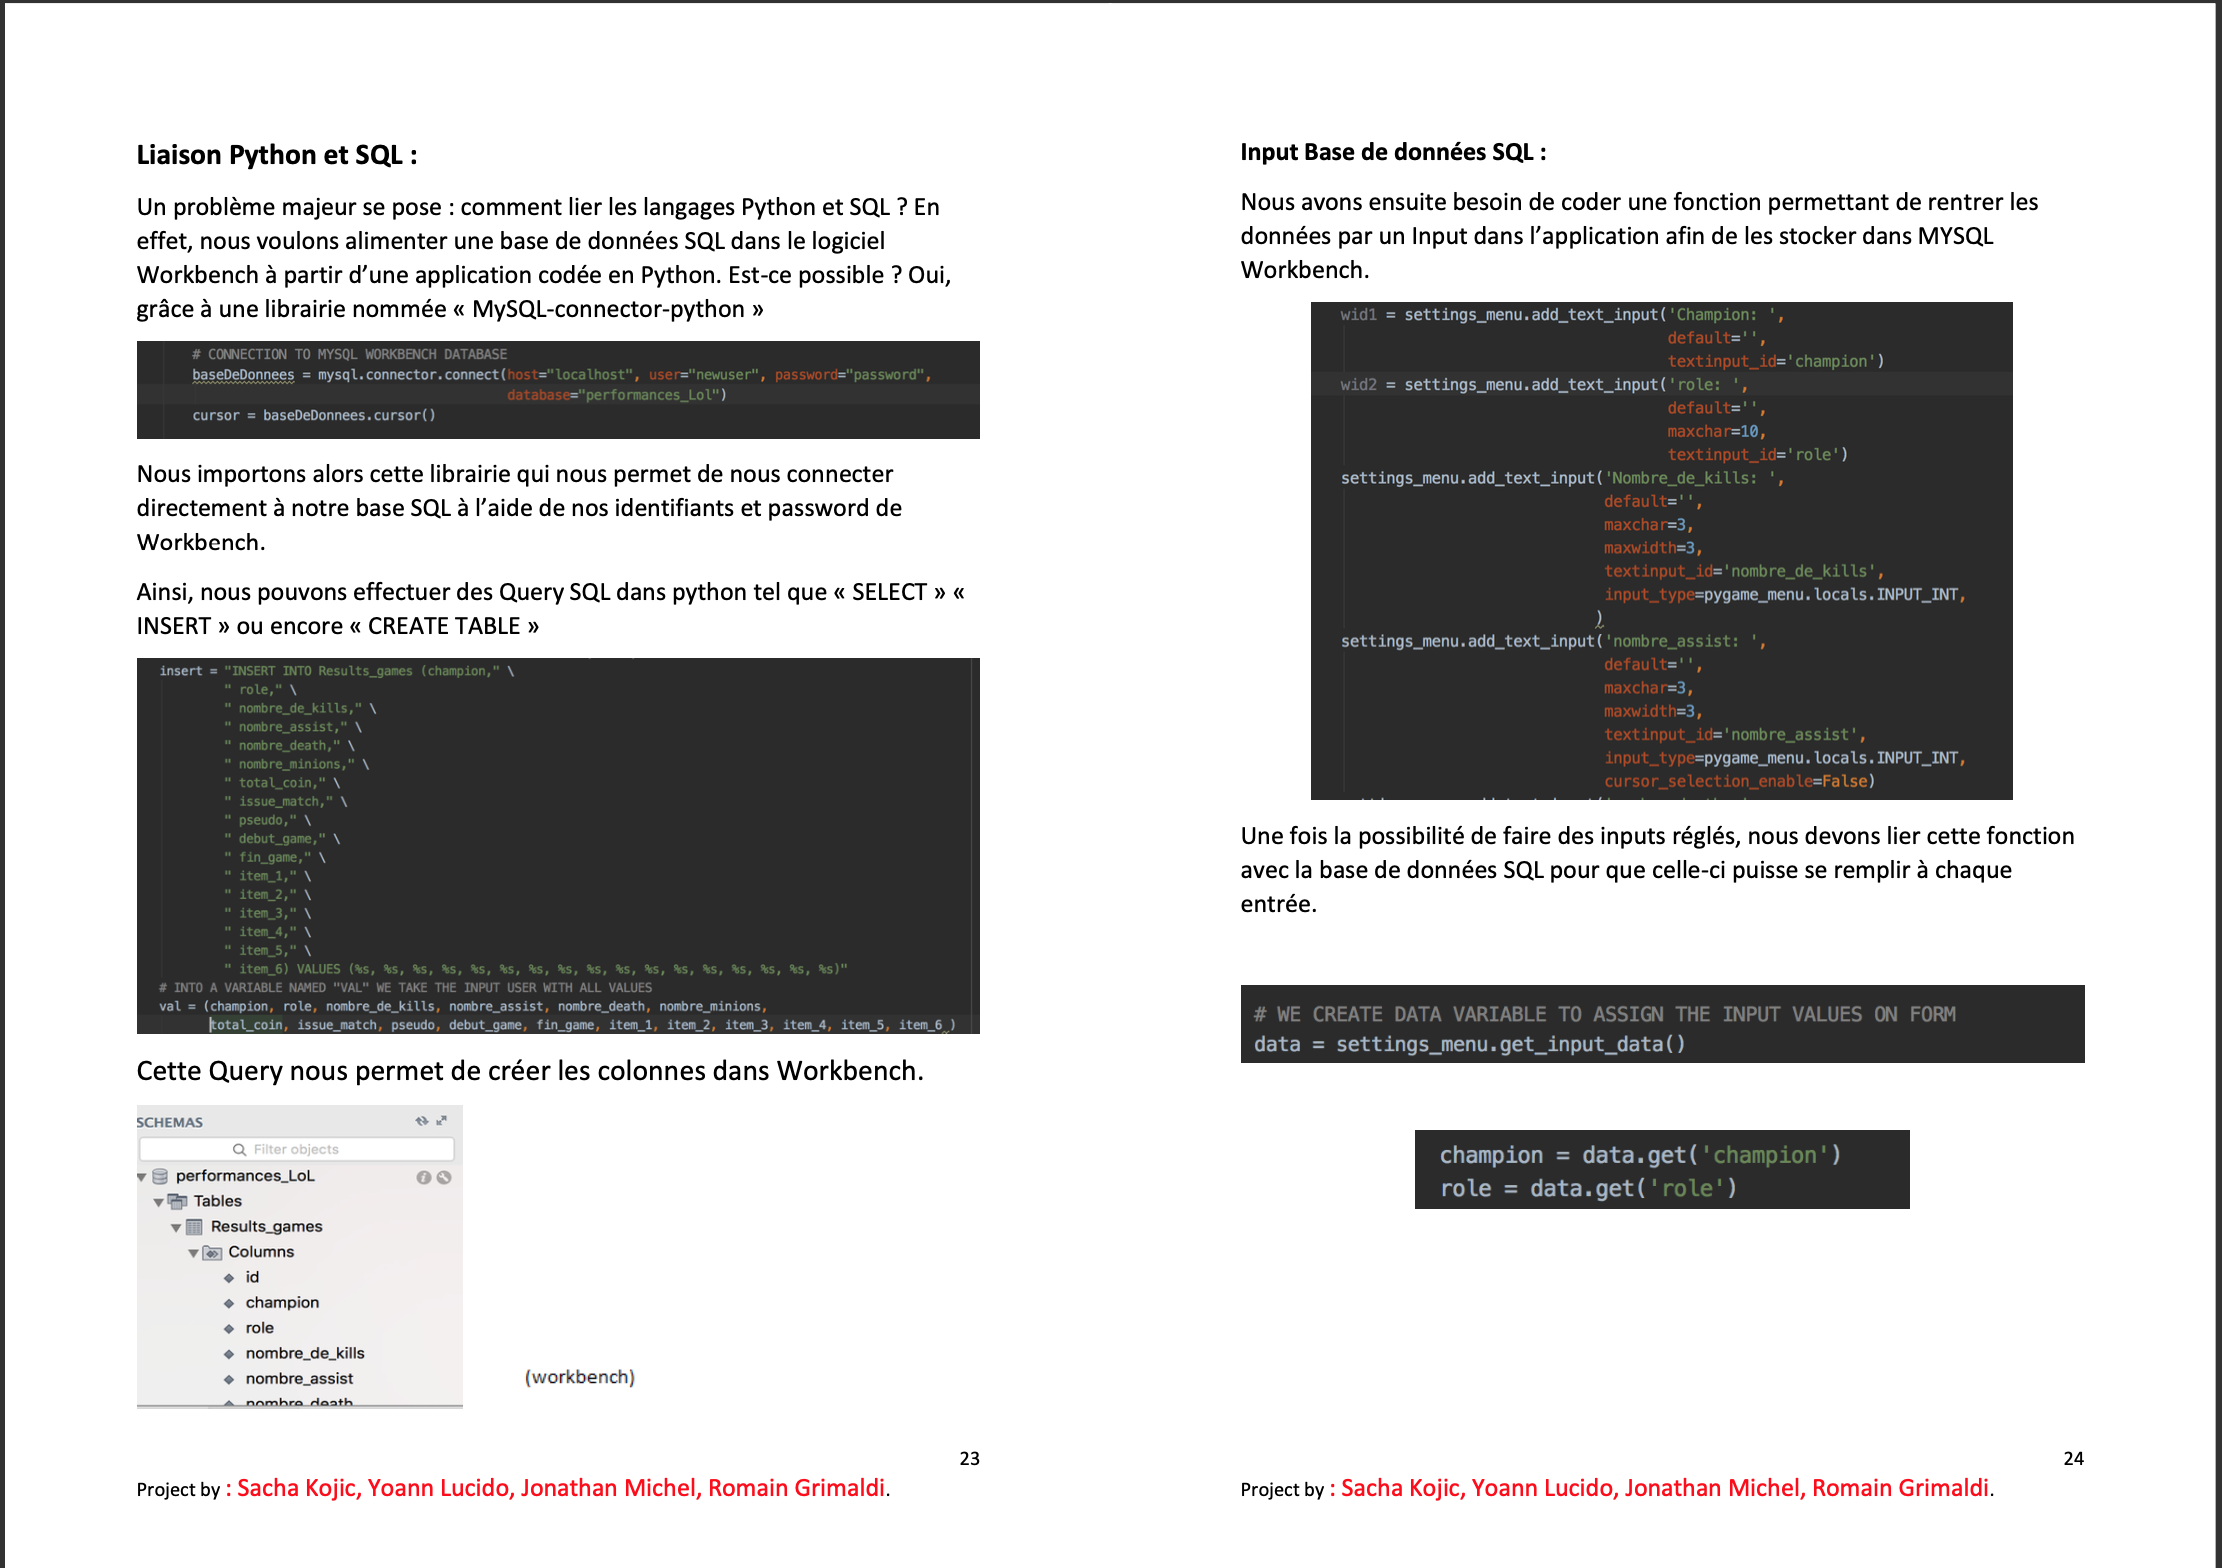 Liaison Python et SQL :
Un problème majeur se pose : comment lier les langages Python et SQL ? En
effet, nous voulons alimenter une base de données SQL dans le logiciel
Workbench à partir d’une application codée en Python. Est-ce possible ? Oui,
grâce à une librairie nommée « MySQL-connector-python »
# CONNECTION TO MYSQL WORKBENCH DATABASE
baseDeDonnees = mysql.connector.connect(host="localhost", user="newuser", password="password",
database="performances_Lol")
cursor = baseDeDonnees.cursor()
Nous importons alors cette librairie qui nous permet de nous connecter
directement à notre base SQL à l’aide de nos identifiants et password de
Workbench.
Ainsi, nous pouvons effectuer des Query SQL dans python tel que « SELECT » «
INSERT » ou encore « CREATE TABLE »
insert = "INSERT INTO Results_games (champion," \
" role," \
" nombre_de_kills," \
" nombre_assist," \
" nombre_death," \
" nombre_minions," \
" total_coin," \
" issue_match," \
" pseudo," \
" debut_game," \
" fin_game," \
" item_1," \
" item_2," \
" item_3," \
" item_4," \
" item_5," \
" item_6) VALUES (%s, %s, %s, %s, %s, %s, %s, %s, %s, %s, %s, %s, %s, %s, %s, %s, %s)"
# INTO A VARIABLE NAMED "VAL" WE TAKE THE INPUT USER WITH ALL VALUES
val = (champion, role, nombre_de_kills, nombre_assist, nombre_death, nombre_minions,
total_coin, issue_match, pseudo, debut_game, fin_game, item_1, item_2, item_3, item_4, item_5, item_6 )
Cette Query nous permet de créer les colonnes dans Workbench.
SCHEMAS
Filter objects
performances_LoL
Tables
Results_games
Columns
id
champion
role
nombre_de_kills
nombre_assist
nombre_death
(workbench)
23
Project by : Sacha Kojic, Yoann Lucido, Jonathan Michel, Romain Grimaldi.
Input Base de données SQL :
Nous avons ensuite besoin de coder une fonction permettant de rentrer les
données par un Input dans l’application afin de les stocker dans MYSQL
Workbench.
wid1 = settings_menu.add_text_input('Champion: ',
default='',
textinput_id='champion')
wid2 = settings_menu.add_text_input('role: ',
default='',
maxchar=10,
textinput_id='role')
settings_menu.add_text_input('Nombre_de_kills: ',
default='',
maxchar=3,
maxwidth=3,
textinput_id='nombre_de_kills',
input_type=pygame_menu.locals.INPUT_INT,
)
settings_menu.add_text_input('nombre_assist: ',
default='',
maxchar=3,
maxwidth=3,
textinput_id='nombre_assist',
input_type=pygame_menu.locals.INPUT_INT,
cursor_selection_enable=False)
Une fois la possibilité de faire des inputs réglés, nous devons lier cette fonction
avec la base de données SQL pour que celle-ci puisse se remplir à chaque
entrée.
# WE CREATE DATA VARIABLE TO ASSIGN THE INPUT VALUES ON FORM
data = settings_menu.get_input_data()
champion = data.get('champion')
role = data.get('role')
24
Project by : Sacha Kojic, Yoann Lucido, Jonathan Michel, Romain Grimaldi.